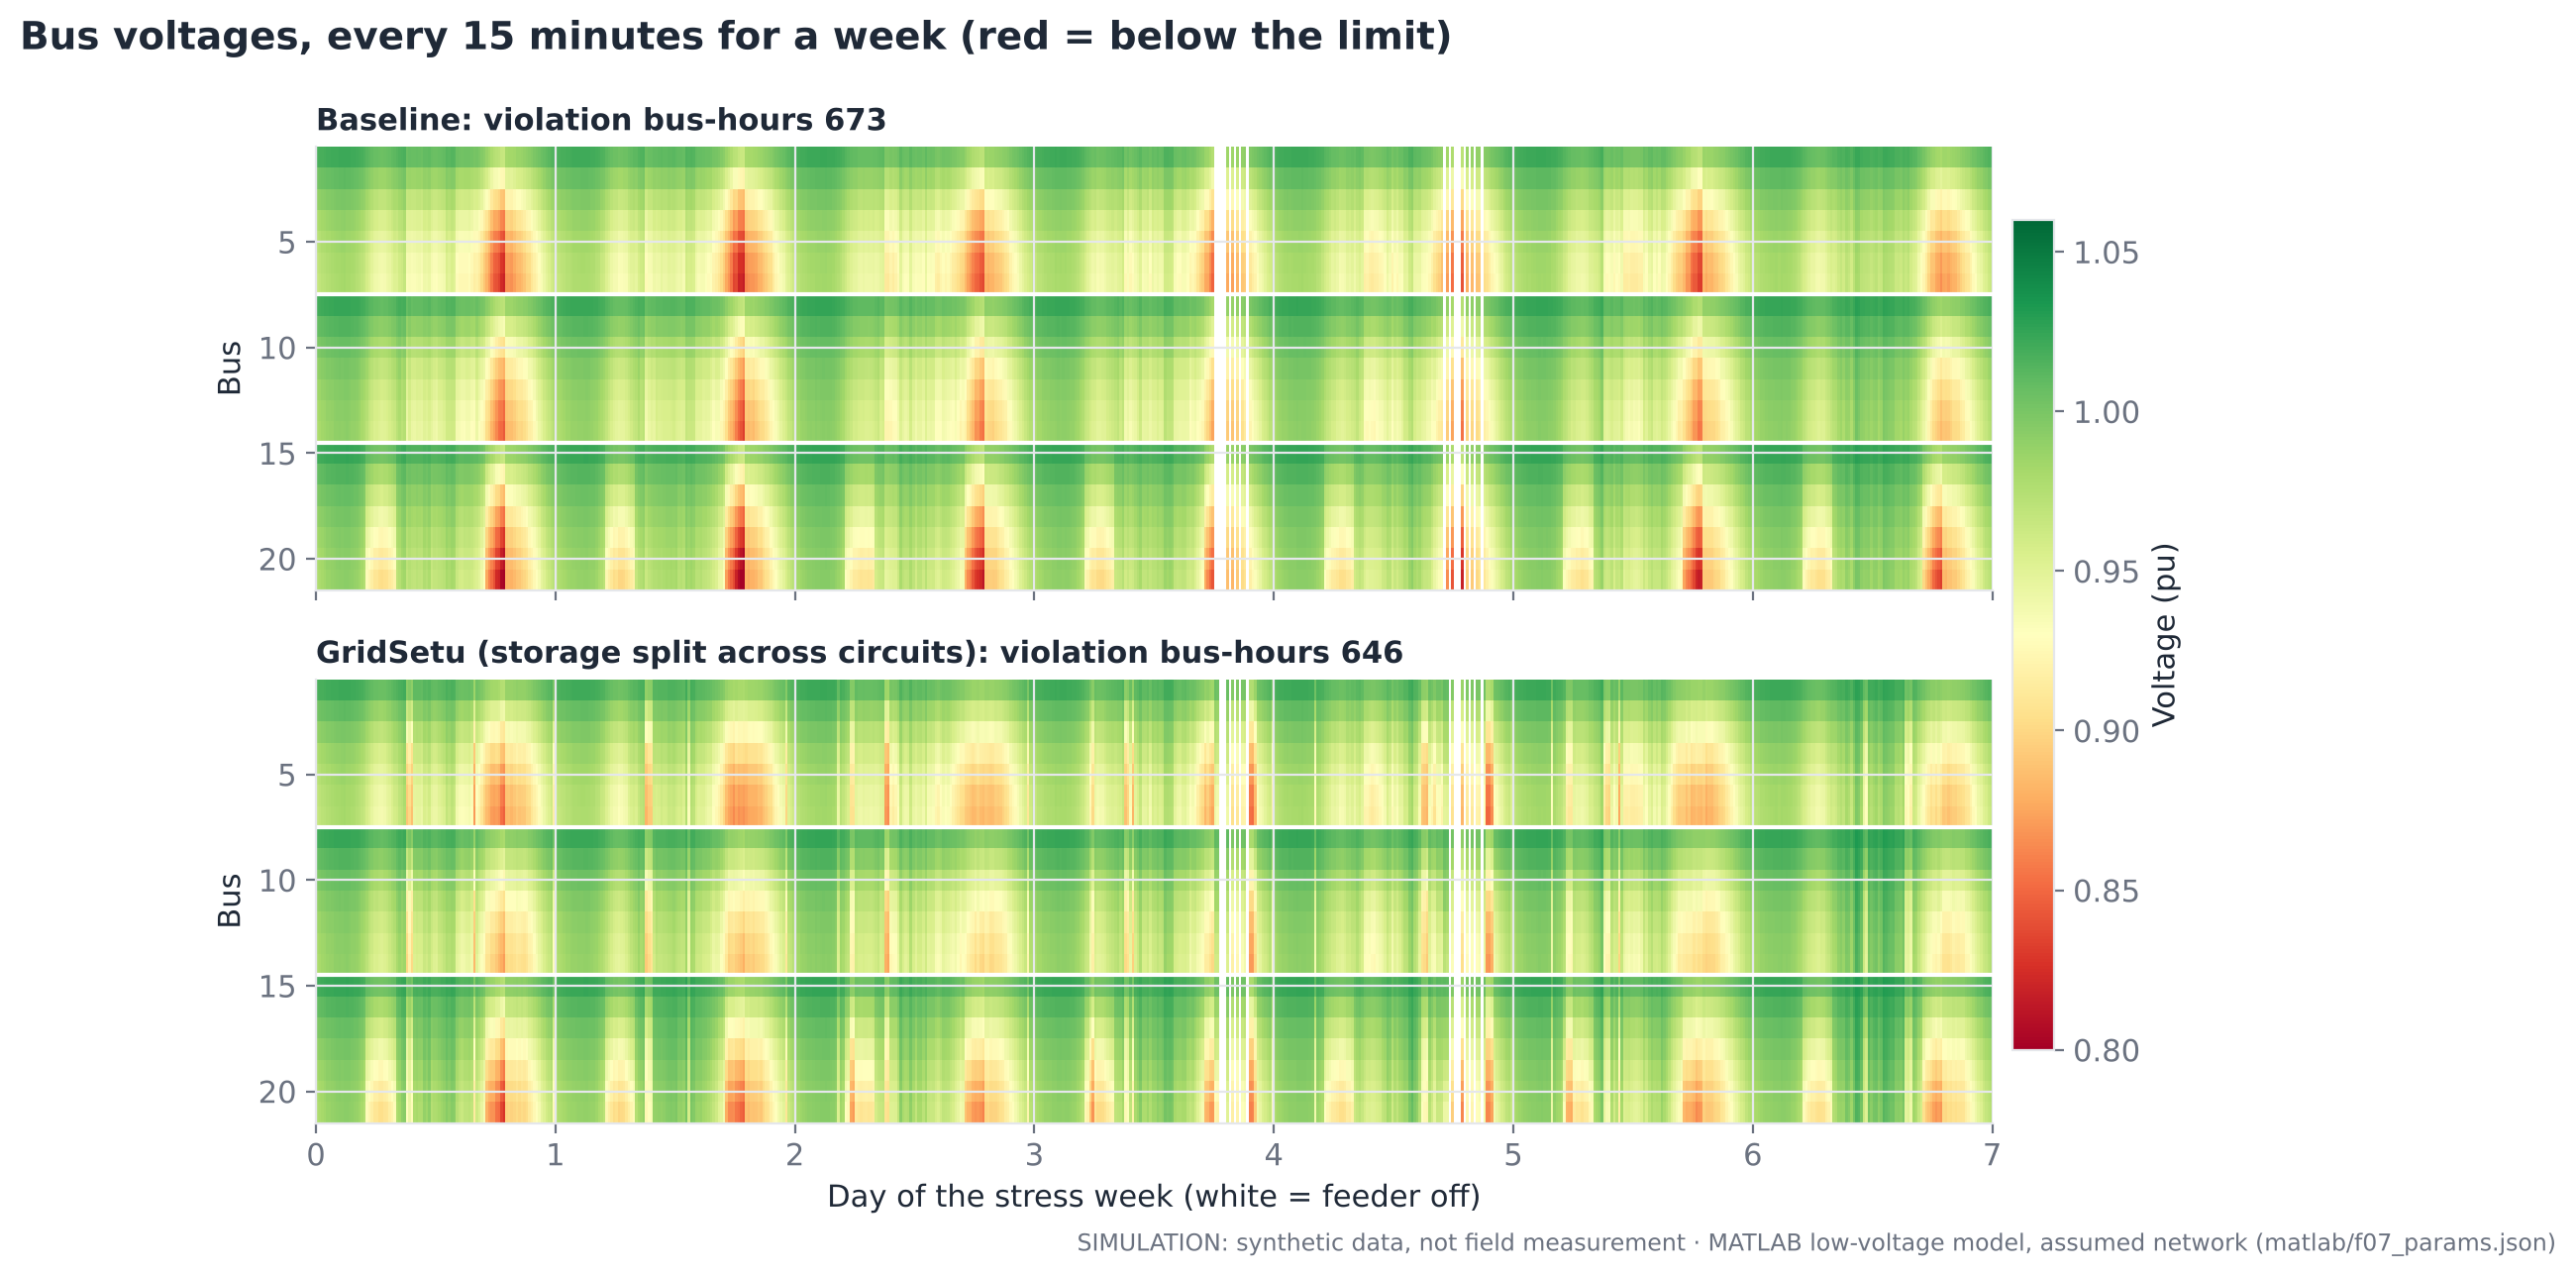 Bus voltages, every 15 minutes for a week (red = below the limit)
Baseline: violation bus-hours 673
5
10
15
20
Bus
GridSetu (storage split across circuits): violation bus-hours 646
5
10
15
20
Bus
0 1 2 3 4 5 6 7
Day of the stress week (white = feeder off)
1.05
1.00
0.95
0.90
0.85
0.80
Voltage (pu)
SIMULATION: synthetic data, not field measurement · MATLAB low-voltage model, assumed network (matlab/f07_params.json)